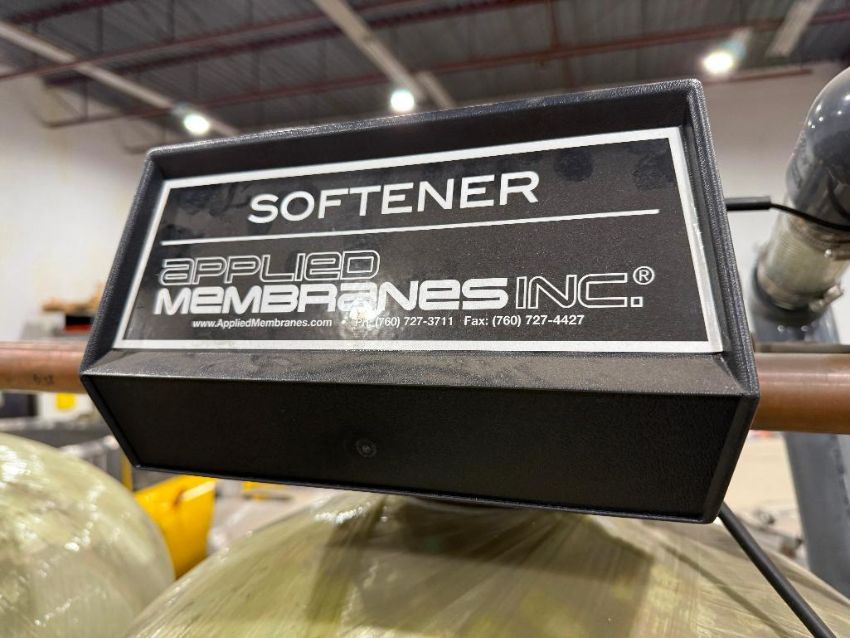 SOFTENER
APPLIED
MEMBRANES INC.®
www.AppliedMembranes.com • PH: (760) 727-3711 Fax: (760) 727-4427